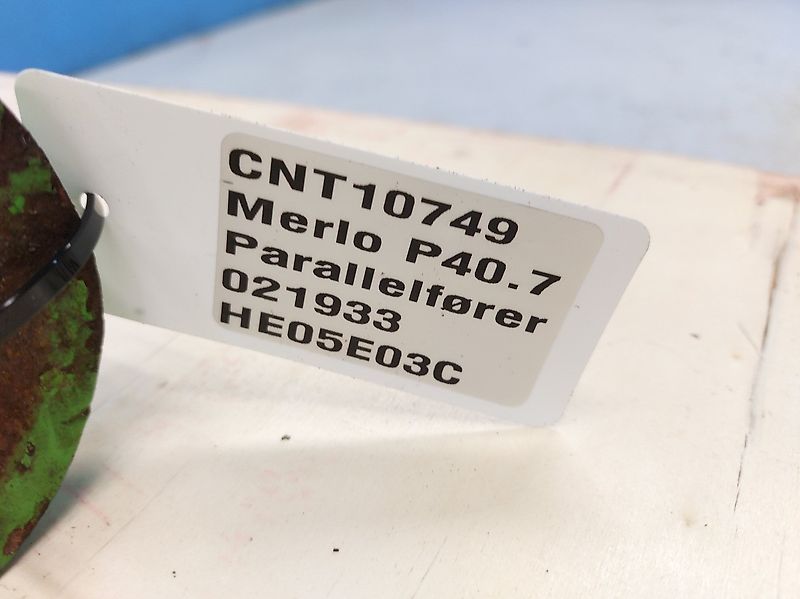 CNT10749
Merlo P40.7
Parallelfører
021933
HE05E03C